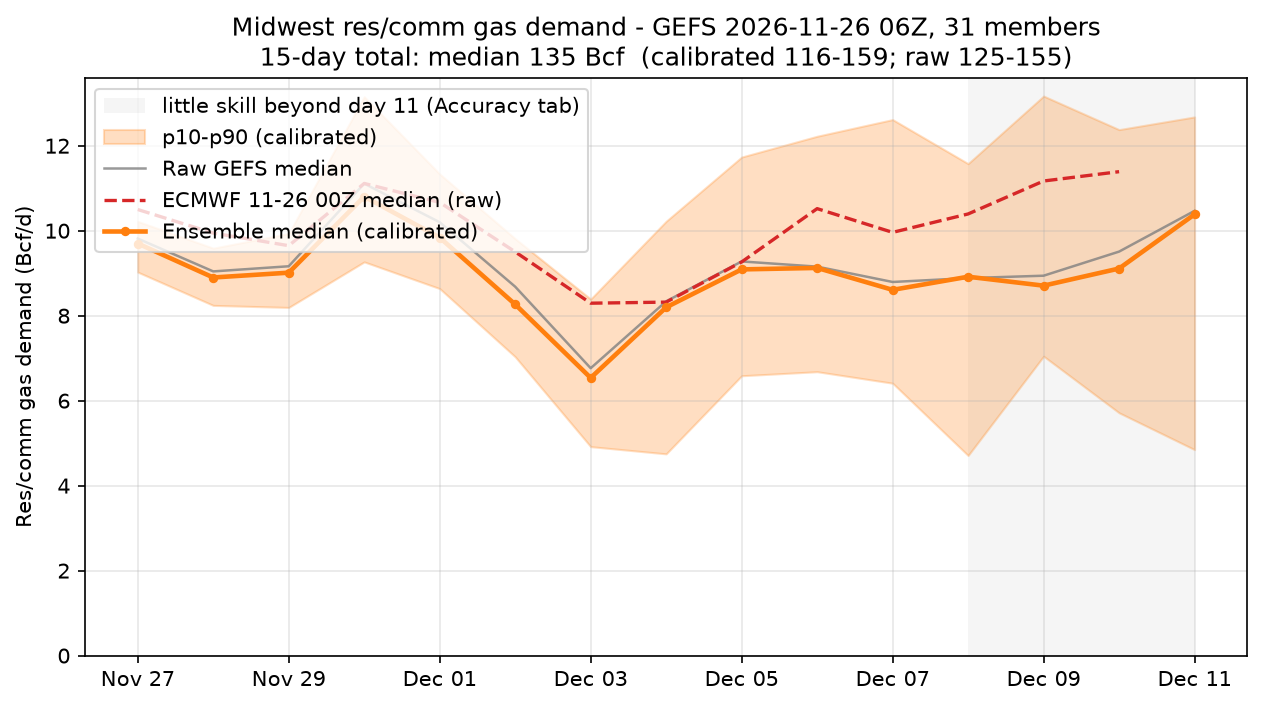 Midwest res/comm gas demand - GEFS 2026-11-26 06Z, 31 members
15-day total: median 135 Bcf  (calibrated 116-159; raw 125-155)
little skill beyond day 11 (Accuracy tab)
p10-p90 (calibrated)
Raw GEFS median
ECMWF 11-26 00Z median (raw)
Ensemble median (calibrated)
Res/comm gas demand (Bcf/d)
12
10
8
6
4
2
0
Nov 27
Nov 29
Dec 01
Dec 03
Dec 05
Dec 07
Dec 09
Dec 11